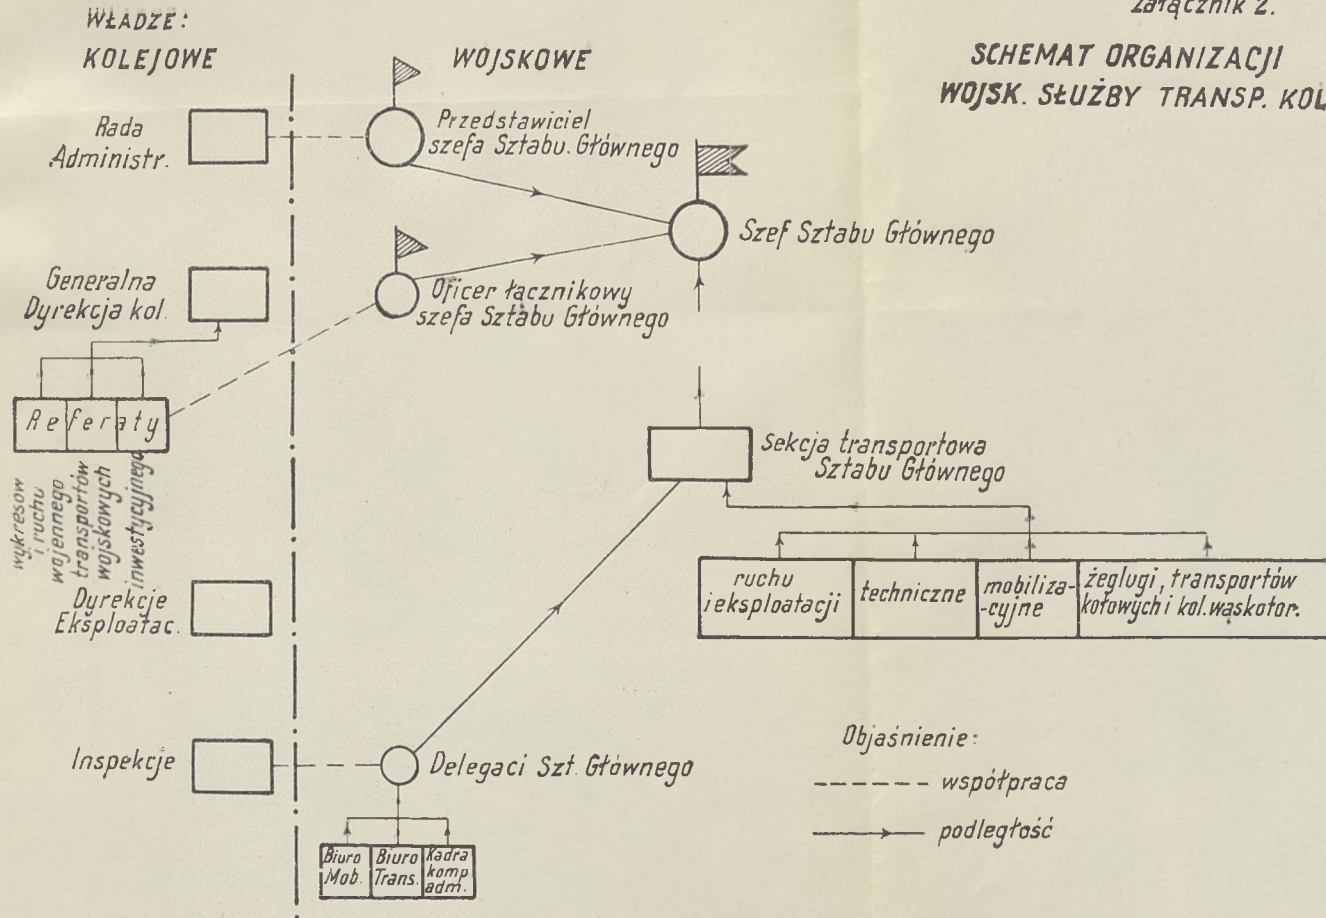 Załącznik 2.
SCHEMAT ORGANIZACJI
WOJSK. SŁUŻBY TRANSP. KOL
WŁADZE:
KOLEJOWE
WOJSKOWE
Rada
Administr.
Przedstawiciel
szefa Sztabu. Głównego
Szef Sztabu Głównego
Generalna
Dyrekcja kol.
Oficer łącznikowy
szefa Sztabu Głównego
Referaty
wykresow
i ruchu
wojennego
transportów
wojskowych
inwestycyjnego
Sekcja transportowa
Sztabu Głównego
ruchu
i eksploatacji
techniczne
mobiliza-
-cyjne
żeglugi, transportów
kołowych i kol. wąskotor.
Dyrekcje
Eksploatac.
Inspekcje
Delegaci Szt. Głównego
Biuro
Mob.
Biuro
Trans.
Kadra
komp
adm.
Objaśnienie:
współpraca
podległość